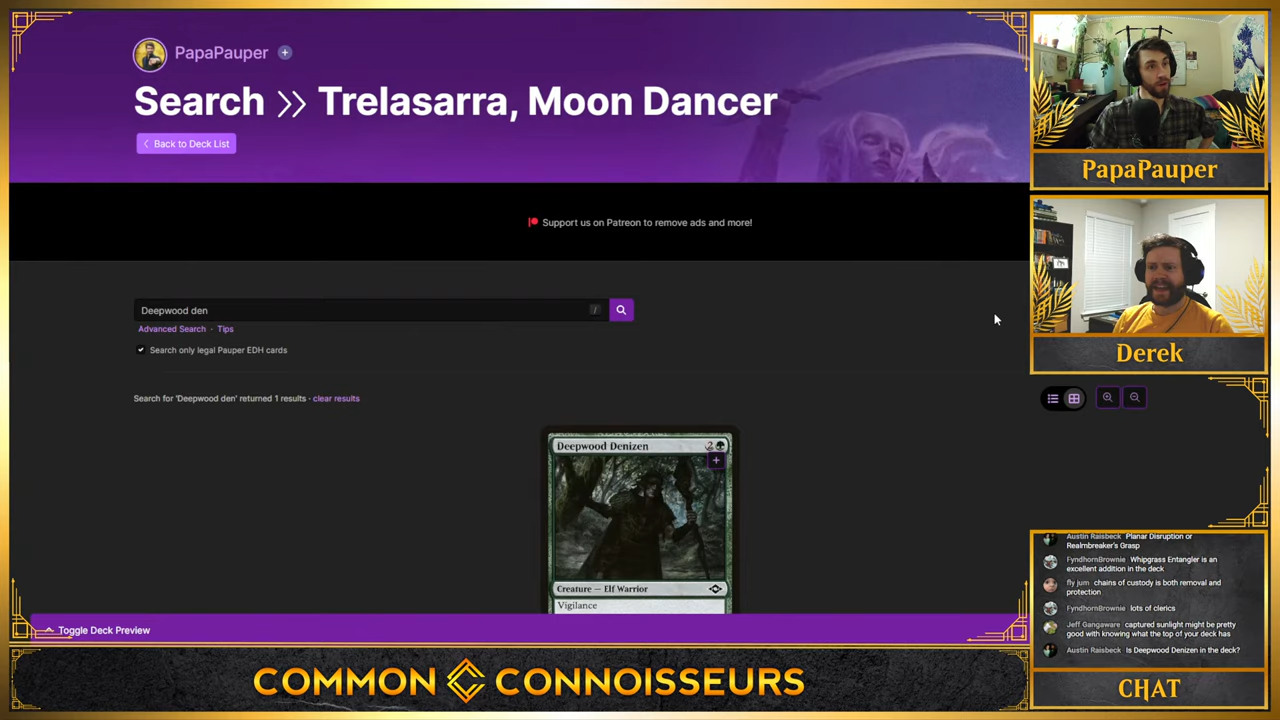 PapaPauper
Search >> Trelasarra, Moon Dancer
Back to Deck List
Support us on Patreon to remove ads and more!
Deepwood den /
Advanced Search · Tips
Search only legal Pauper EDH cards
Search for 'Deepwood den' returned 1 results · clear results
Deepwood Denizen 2
Creature — Elf Warrior
Vigilance
Toggle Deck Preview
COMMON CONNOISSEURS
PapaPauper
Derek
Austin Raisbeck Planar Disruption or
Realmbreaker's Grasp
FyndhornBrownie Whipgrass Entangler is an
excellent addition in the deck
fly jum chains of custody is both removal and
protection
FyndhornBrownie lots of clerics
Jeff Gangaware captured sunlight might be pretty
good with knowing what the top of your deck has
Austin Raisbeck Is Deepwood Denizen in the deck?
CHAT